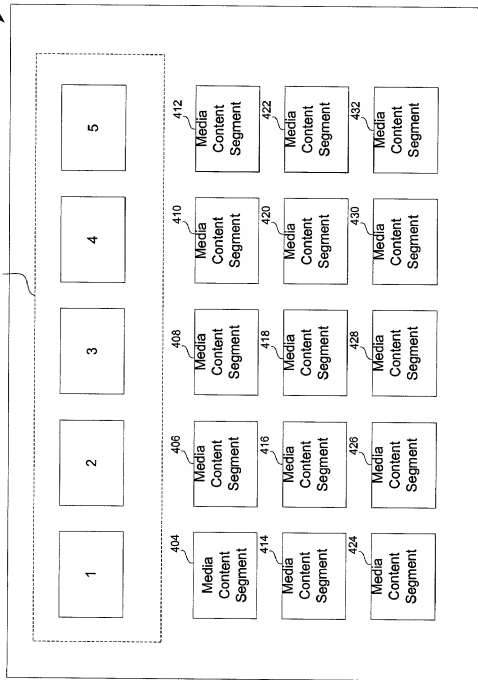 1
2
3
4
5
404
Media
Content
Segment
406
Media
Content
Segment
408
Media
Content
Segment
410
Media
Content
Segment
412
Media
Content
Segment
414
Media
Content
Segment
416
Media
Content
Segment
418
Media
Content
Segment
420
Media
Content
Segment
422
Media
Content
Segment
424
Media
Content
Segment
426
Media
Content
Segment
428
Media
Content
Segment
430
Media
Content
Segment
432
Media
Content
Segment